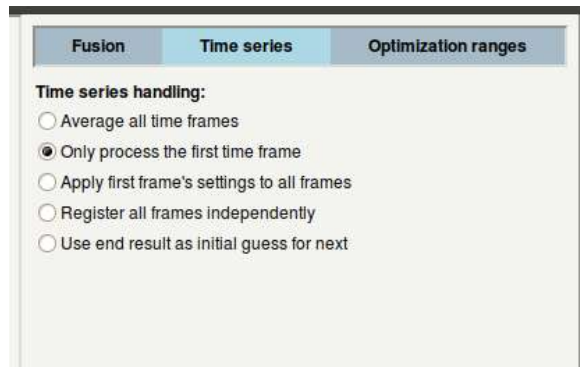 Fusion Time series Optimization ranges
Time series handling:
Average all time frames
Only process the first time frame
Apply first frame's settings to all frames
Register all frames independently
Use end result as initial guess for next